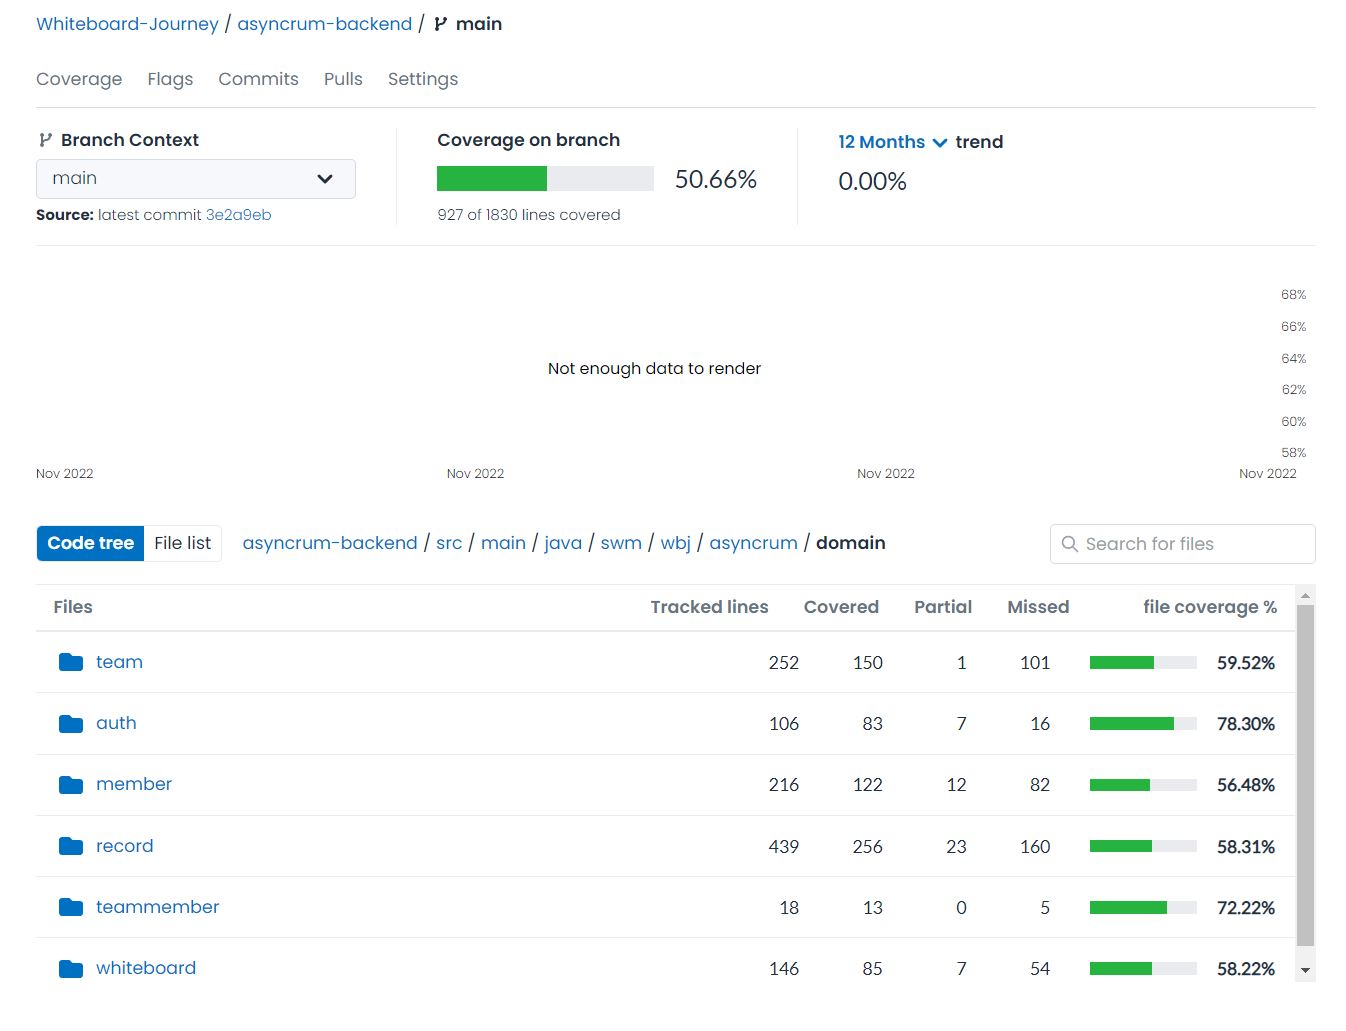 Whiteboard-Journey / asyncrum-backend / main
Coverage Flags Commits Pulls Settings
Branch Context
main
Source: latest commit 3e2a9eb
Coverage on branch
50.66%
927 of 1830 lines covered
12 Months trend
0.00%
68%
66%
64%
62%
60%
58%
Not enough data to render
Nov 2022 Nov 2022 Nov 2022 Nov 2022
Code tree File list asyncrum-backend / src / main / java / swm / wbj / asyncrum / domain Search for files
Files Tracked lines Covered Partial Missed file coverage %
team 252 150 1 101 59.52%
auth 106 83 7 16 78.30%
member 216 122 12 82 56.48%
record 439 256 23 160 58.31%
teammember 18 13 0 5 72.22%
whiteboard 146 85 7 54 58.22%